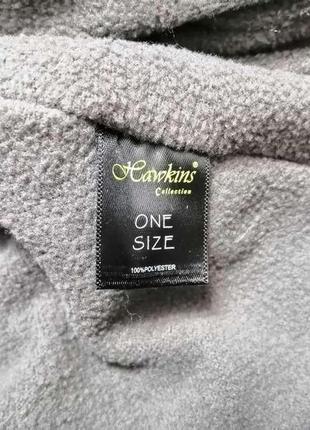 Hawkins®
Collection
ONE
SIZE
100%POLYESTER